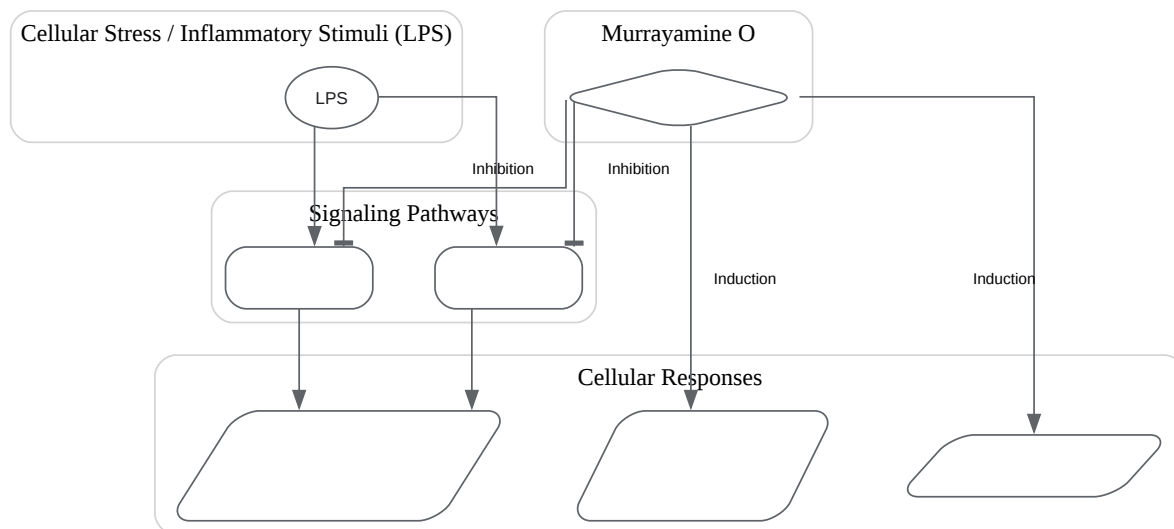 Cellular Stress / Inflammatory Stimuli (LPS)
Murrayamine O
LPS
Inhibition
Inhibition
Signaling Pathways
Induction
Induction
Cellular Responses